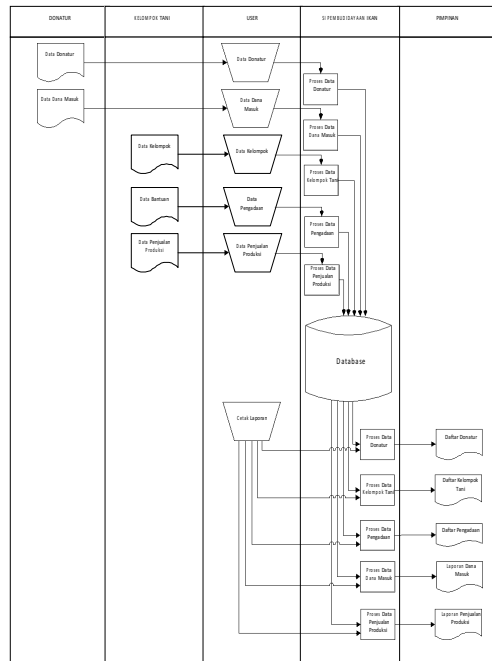 DONATUR
KELOMPOK TANI
USER
SI PEMBUDIDAYAAN IKAN
PIMPINAN
Data Donatur
Data Donatur
Proses Data
Donatur
Data Dana Masuk
Data Dana
Masuk
Proses Data
Dana Masuk
Data Kelompok
Data Kelompok
Proses Data
Kelompok Tani
Data Bantuan
Data
Pengadaan
Proses Data
Pengadaan
Data Penjualan
Produksi
Data Penjualan
Produksi
Proses Data
Penjualan
Produksi
Database
Cetak Laporan
Proses Data
Donatur
Daftar Donatur
Proses Data
Kelompok Tani
Daftar Kelompok
Tani
Proses Data
Pengadaan
Daftar Pengadaan
Proses Data
Dana Masuk
Laporan Dana
Masuk
Proses Data
Penjualan
Produksi
Laporan Penjualan
Produksi